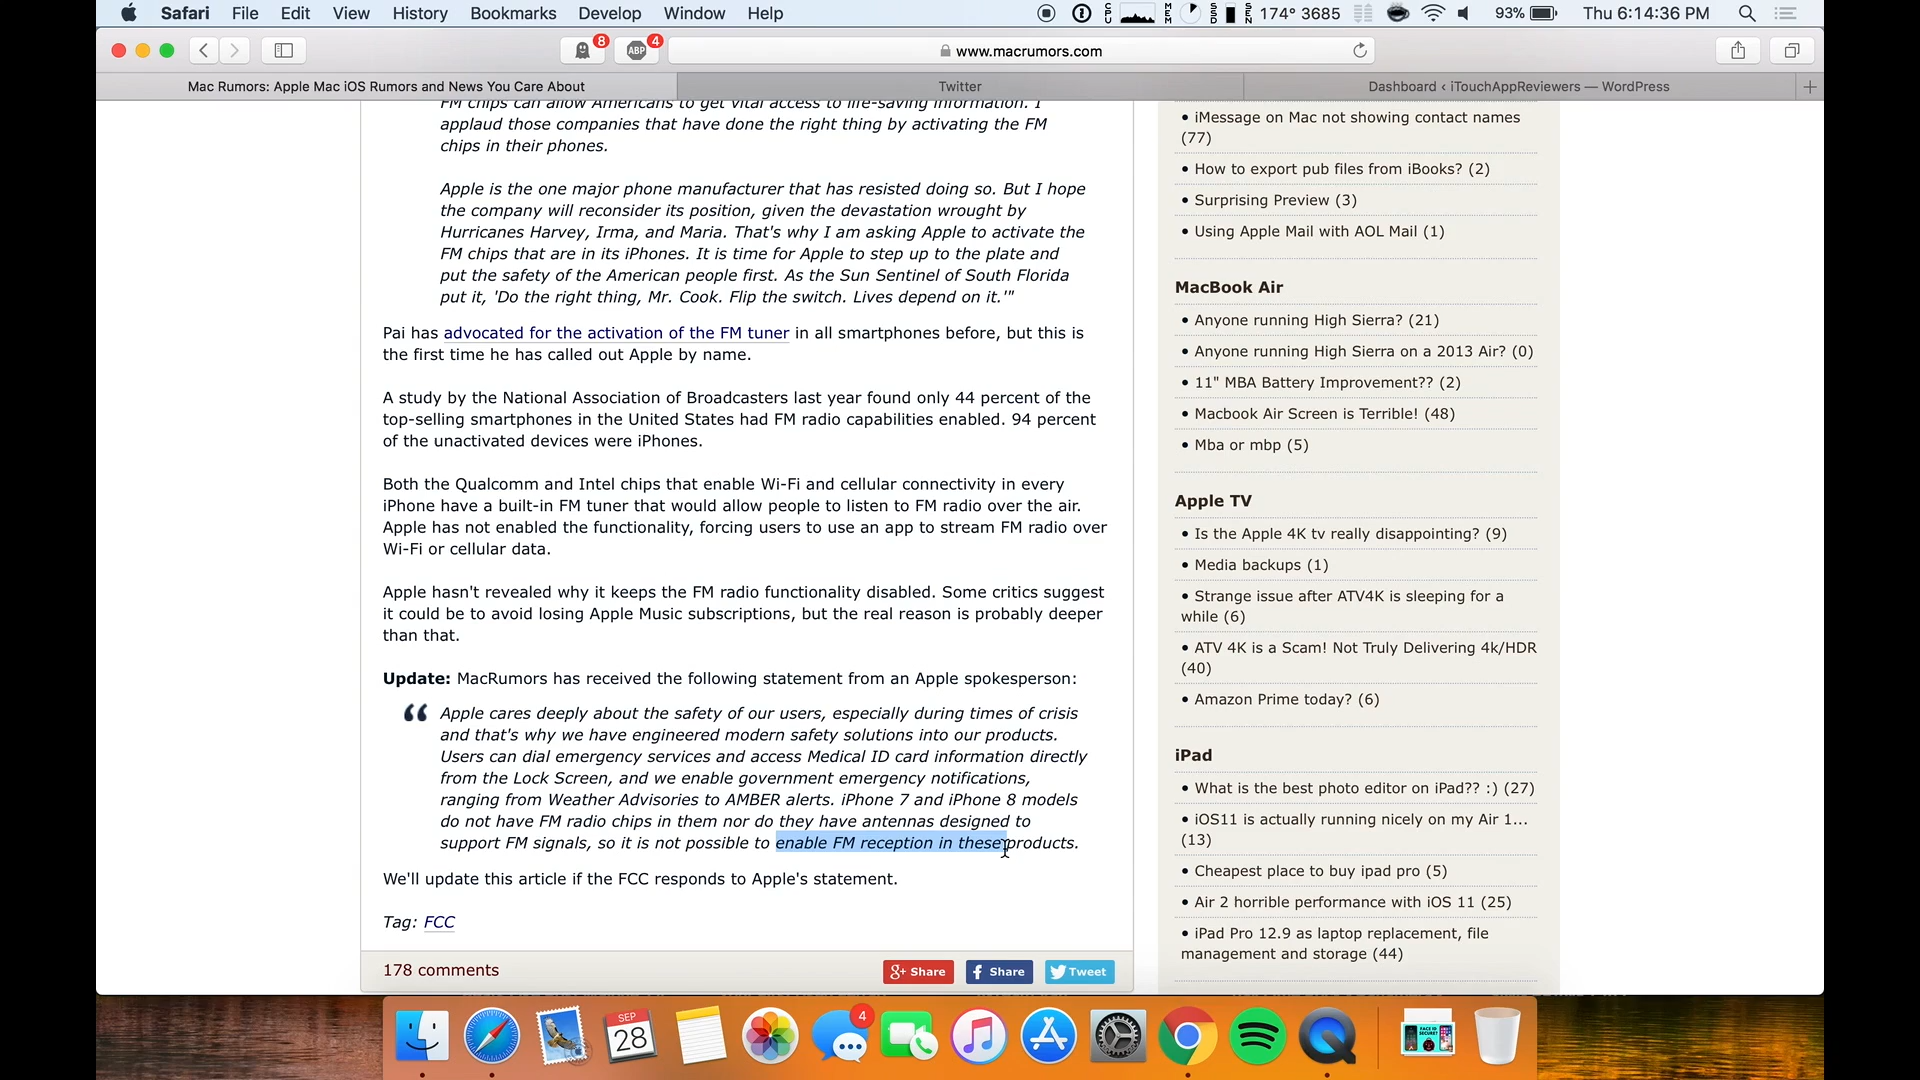 Safari File Edit View History Bookmarks Develop Window Help
CPU MEM SSD SEN 174° 3685 93% Thu 6:14:36 PM
8 ABP 4 www.macrumors.com
Mac Rumors: Apple Mac iOS Rumors and News You Care About
Twitter
Dashboard ‹ iTouchAppReviewers — WordPress
FM chips can allow Americans to get vital access to life-saving information. I
applaud those companies that have done the right thing by activating the FM
chips in their phones.
Apple is the one major phone manufacturer that has resisted doing so. But I hope
the company will reconsider its position, given the devastation wrought by
Hurricanes Harvey, Irma, and Maria. That's why I am asking Apple to activate the
FM chips that are in its iPhones. It is time for Apple to step up to the plate and
put the safety of the American people first. As the Sun Sentinel of South Florida
put it, 'Do the right thing, Mr. Cook. Flip the switch. Lives depend on it.'"
Pai has advocated for the activation of the FM tuner in all smartphones before, but this is
the first time he has called out Apple by name.
A study by the National Association of Broadcasters last year found only 44 percent of the
top-selling smartphones in the United States had FM radio capabilities enabled. 94 percent
of the unactivated devices were iPhones.
Both the Qualcomm and Intel chips that enable Wi-Fi and cellular connectivity in every
iPhone have a built-in FM tuner that would allow people to listen to FM radio over the air.
Apple has not enabled the functionality, forcing users to use an app to stream FM radio over
Wi-Fi or cellular data.
Apple hasn't revealed why it keeps the FM radio functionality disabled. Some critics suggest
it could be to avoid losing Apple Music subscriptions, but the real reason is probably deeper
than that.
Update: MacRumors has received the following statement from an Apple spokesperson:
“ Apple cares deeply about the safety of our users, especially during times of crisis
and that's why we have engineered modern safety solutions into our products.
Users can dial emergency services and access Medical ID card information directly
from the Lock Screen, and we enable government emergency notifications,
ranging from Weather Advisories to AMBER alerts. iPhone 7 and iPhone 8 models
do not have FM radio chips in them nor do they have antennas designed to
support FM signals, so it is not possible to enable FM reception in these products.
We'll update this article if the FCC responds to Apple's statement.
Tag: FCC
178 comments
g+ Share
f Share
Tweet
• iMessage on Mac not showing contact names
(77)
• How to export pub files from iBooks? (2)
• Surprising Preview (3)
• Using Apple Mail with AOL Mail (1)
MacBook Air
• Anyone running High Sierra? (21)
• Anyone running High Sierra on a 2013 Air? (0)
• 11" MBA Battery Improvement?? (2)
• Macbook Air Screen is Terrible! (48)
• Mba or mbp (5)
Apple TV
• Is the Apple 4K tv really disappointing? (9)
• Media backups (1)
• Strange issue after ATV4K is sleeping for a
while (6)
• ATV 4K is a Scam! Not Truly Delivering 4k/HDR
(40)
• Amazon Prime today? (6)
iPad
• What is the best photo editor on iPad?? :) (27)
• iOS11 is actually running nicely on my Air 1...
(13)
• Cheapest place to buy ipad pro (5)
• Air 2 horrible performance with iOS 11 (25)
• iPad Pro 12.9 as laptop replacement, file
management and storage (44)
SEP
28
4
FACE ID